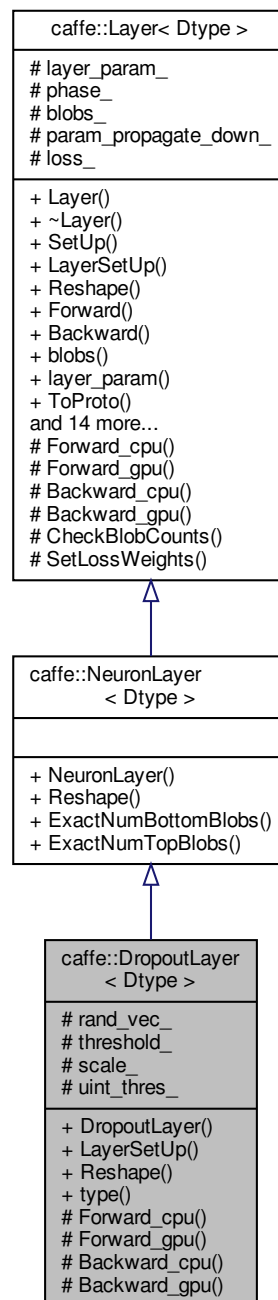 caffe::Layer< Dtype >
# layer_param_
# phase_
# blobs_
# param_propagate_down_
# loss_
+ Layer()
+ ~Layer()
+ SetUp()
+ LayerSetUp()
+ Reshape()
+ Forward()
+ Backward()
+ blobs()
+ layer_param()
+ ToProto()
and 14 more...
# Forward_cpu()
# Forward_gpu()
# Backward_cpu()
# Backward_gpu()
# CheckBlobCounts()
# SetLossWeights()
caffe::NeuronLayer
< Dtype >
+ NeuronLayer()
+ Reshape()
+ ExactNumBottomBlobs()
+ ExactNumTopBlobs()
caffe::DropoutLayer
< Dtype >
# rand_vec_
# threshold_
# scale_
# uint_thres_
+ DropoutLayer()
+ LayerSetUp()
+ Reshape()
+ type()
# Forward_cpu()
# Forward_gpu()
# Backward_cpu()
# Backward_gpu()